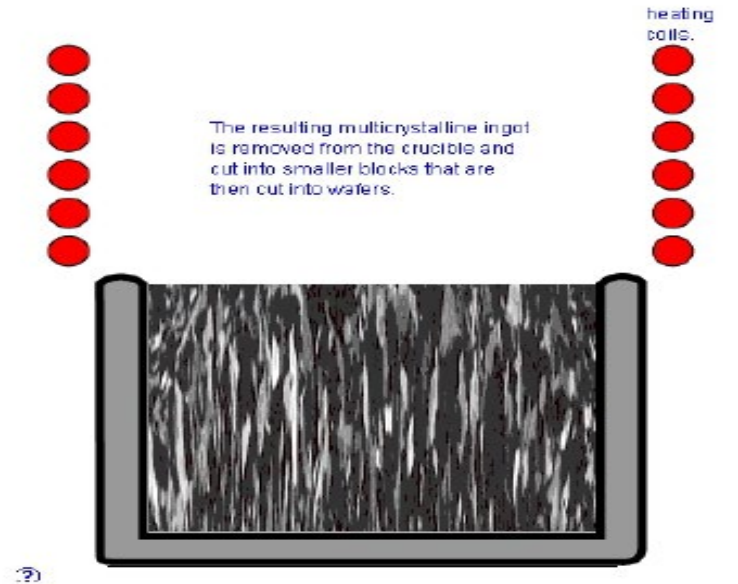 heating
coils.
The resulting multicrystalline ingot
is removed from the crucible and
cut into smaller blocks that are
then cut into wafers.
(?)